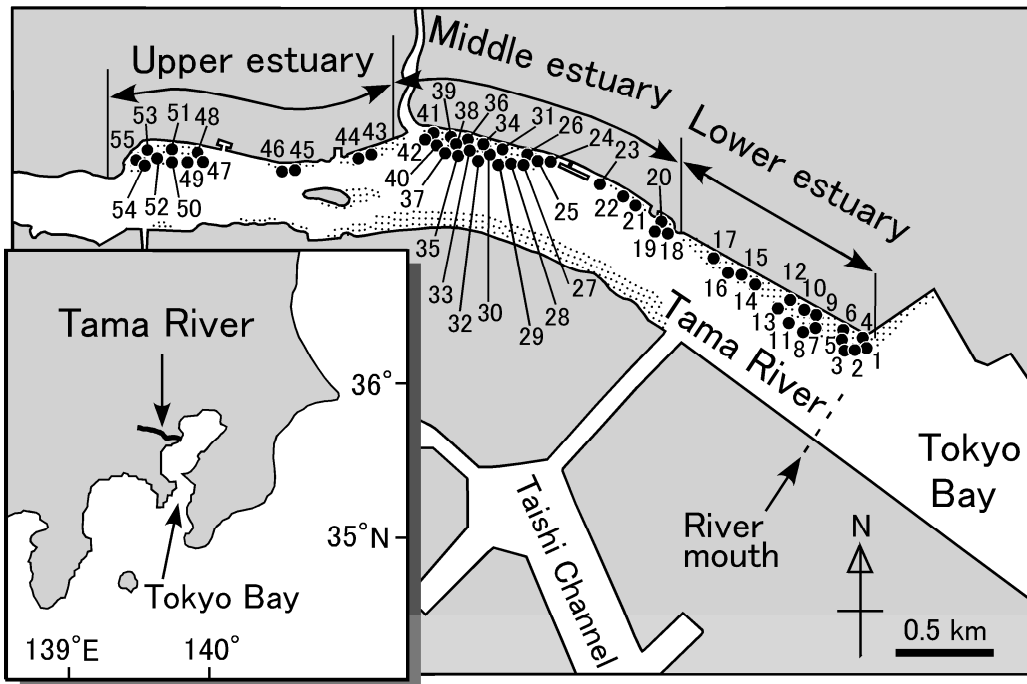 Upper estuary
Middle estuary
Lower estuary
53 51 48
55
54 52 50 49 47
46 45
44 43
41 39 38 36 34 31 26 24 23
42 40 37 35 33 32 30 29 28 27 25
22 21 20 19 18
17 16 15 14 13 12 11 10 9 8 7 6 5 4 3 2 1
Tama River
Taishi Channel
River
mouth
Tokyo
Bay
N
0.5 km
Tama River
36°
35°N
Tokyo Bay
139°E 140°